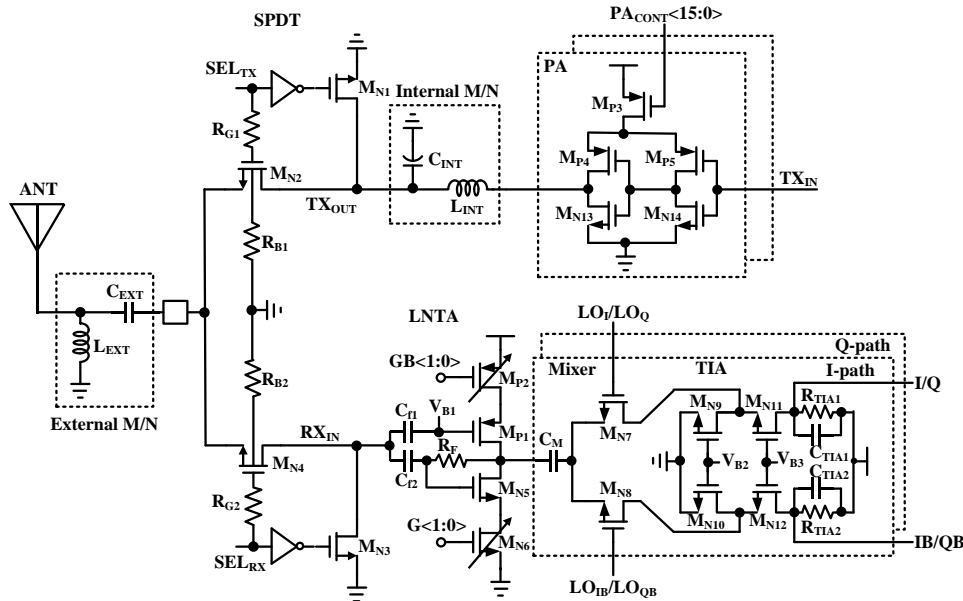 SPDT
PA_CONT<15:0>
SEL_TX
M_N1
Internal M/N
PA
M_P3
R_G1
C_INT
M_P4
M_P5
ANT
M_N2
TX_OUT
L_INT
TX_IN
M_N13
M_N14
R_B1
C_EXT
L_EXT
LNTA
LO_I/LO_Q
Q-path
R_B2
GB<1:0>
M_P2
Mixer
TIA
I-path
External M/N
I/Q
C_f1
V_B1
M_P1
M_N7
M_N9
M_N11
R_TIA1
RX_IN
R_F
C_M
C_TIA1
M_N4
V_B2
V_B3
C_TIA2
C_f2
M_N5
M_N8
R_G2
M_N10
M_N12
R_TIA2
G<1:0>
M_N6
IB/QB
SEL_RX
M_N3
LO_IB/LO_QB